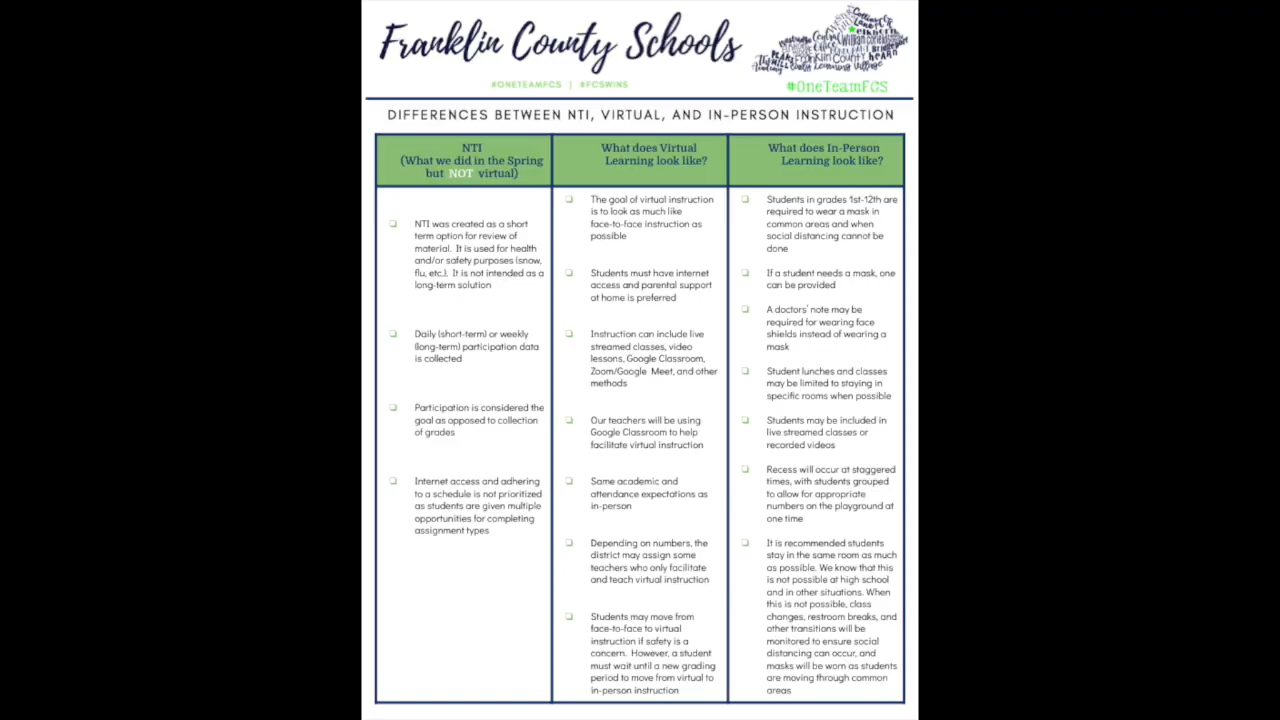 Franklin County Schools
#ONETEAMFCS | #FCSWINS
#OneTeamFCS
DIFFERENCES BETWEEN NTI, VIRTUAL, AND IN-PERSON INSTRUCTION
NTI
(What we did in the Spring
but NOT virtual)
NTI was created as a short
term option for review of
material. It is used for health
and/or safety purposes (snow,
flu, etc.). It is not intended as a
long-term solution
Daily (short-term) or weekly
(long-term) participation data
is collected
Participation is considered the
goal as opposed to collection
of grades
Internet access and adhering
to a schedule is not prioritized
as students are given multiple
opportunities for completing
assignment types
What does Virtual
Learning look like?
The goal of virtual instruction
is to look as much like
face-to-face instruction as
possible
Students must have internet
access and parental support
at home is preferred
Instruction can include live
streamed classes, video
lessons, Google Classroom,
Zoom/Google Meet, and other
methods
Our teachers will be using
Google Classroom to help
facilitate virtual instruction
Same academic and
attendance expectations as
in-person
Depending on numbers, the
district may assign some
teachers who only facilitate
and teach virtual instruction
Students may move from
face-to-face to virtual
instruction if safety is a
concern. However, a student
must wait until a new grading
period to move from virtual to
in-person instruction
What does In-Person
Learning look like?
Students in grades 1st-12th are
required to wear a mask in
common areas and when
social distancing cannot be
done
If a student needs a mask, one
can be provided
A doctors' note may be
required for wearing face
shields instead of wearing a
mask
Student lunches and classes
may be limited to staying in
specific rooms when possible
Students may be included in
live streamed classes or
recorded videos
Recess will occur at staggered
times, with students grouped
to allow for appropriate
numbers on the playground at
one time
It is recommended students
stay in the same room as much
as possible. We know that this
is not possible at high school
and in other situations. When
this is not possible, class
changes, restroom breaks, and
other transitions will be
monitored to ensure social
distancing can occur, and
masks will be worn as students
are moving through common
areas